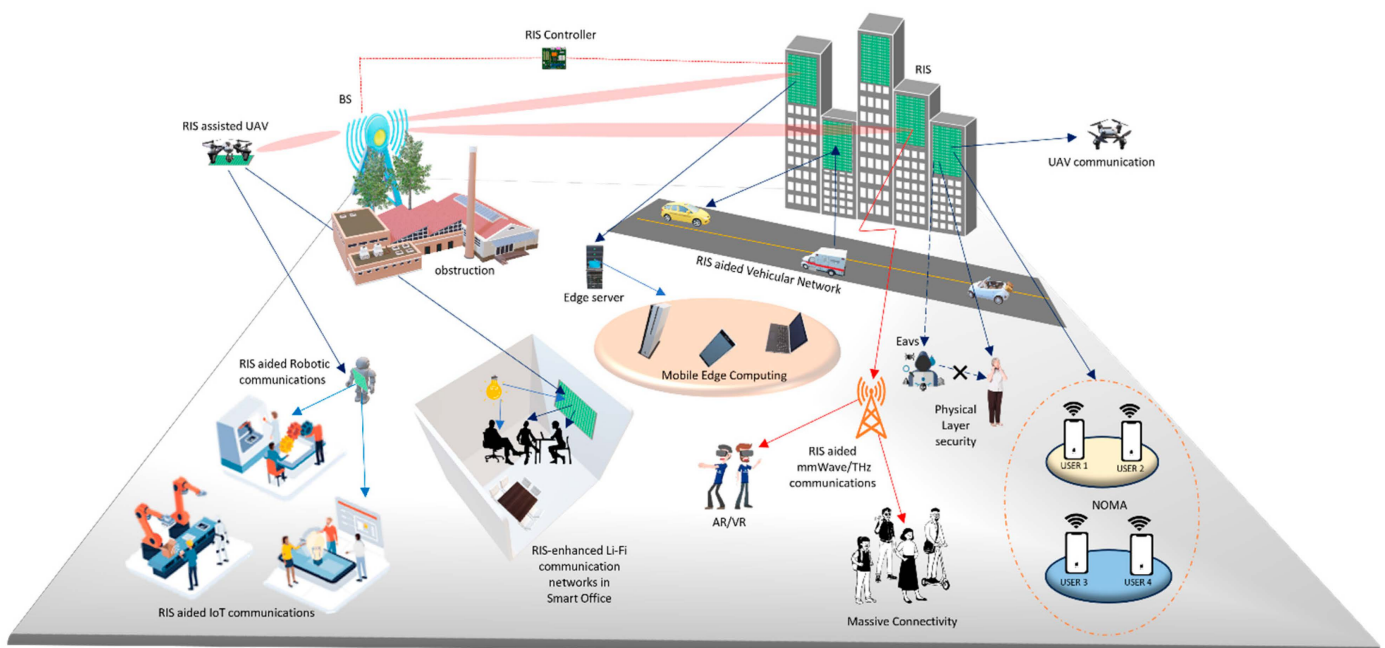 RIS Controller
BS
RIS
RIS assisted UAV
UAV communication
obstruction
Edge server
RIS aided Vehicular Network
Mobile Edge Computing
Eavs
Physical
Layer
security
RIS aided Robotic
communications
RIS aided
mmWave/THz
communications
AR/VR
USER 1
USER 2
NOMA
USER 3
USER 4
RIS-enhanced Li-Fi
communication
networks in
Smart Office
RIS aided IoT communications
Massive Connectivity